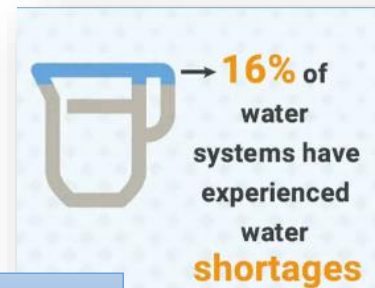 → 16% of
water
systems have
experienced
water
shortages